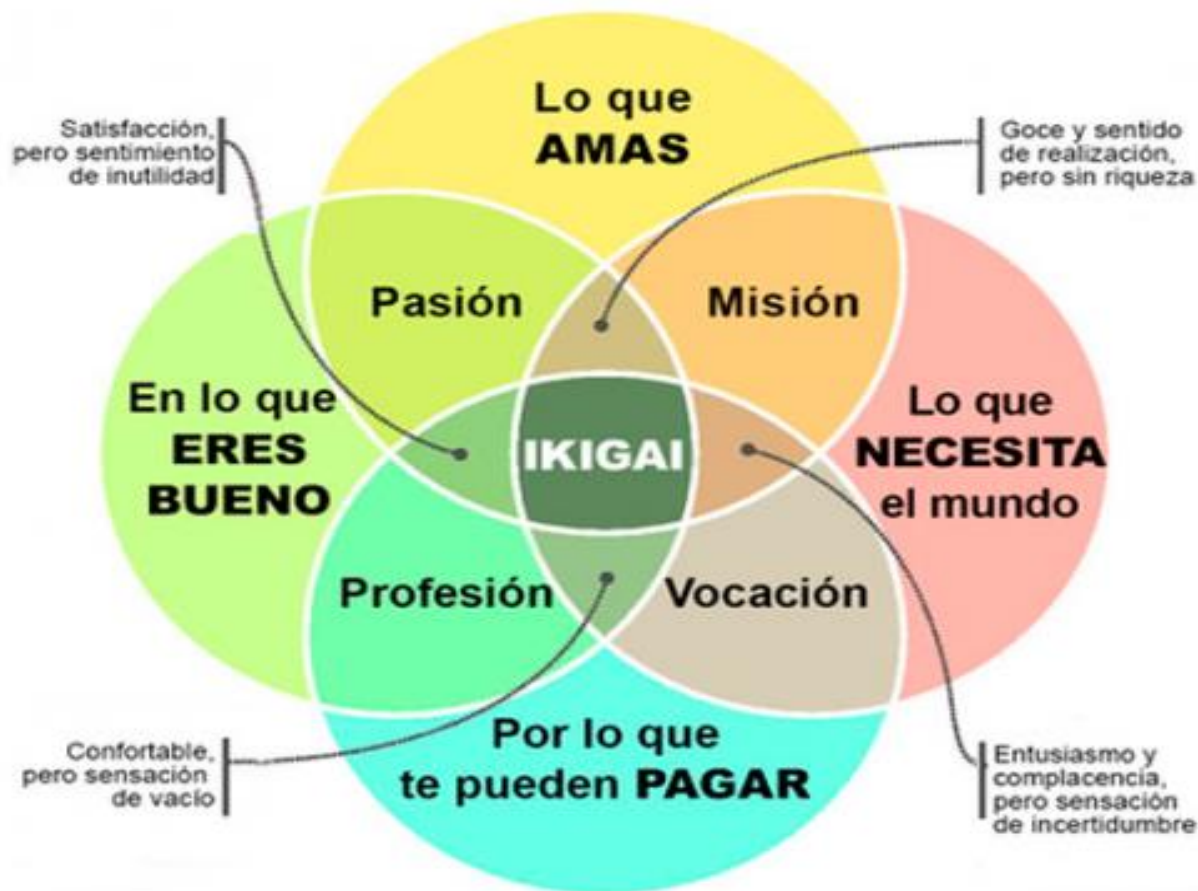 Lo que
AMAS
Satisfacción,
pero sentimiento
de inutilidad
Goce y sentido
de realización,
pero sin riqueza
Pasión
Misión
En lo que
ERES
BUENO
IKIGAI
Lo que
NECESITA
el mundo
Profesión
Vocación
Por lo que
te pueden PAGAR
Confortable,
pero sensación
de vacío
Entusiasmo y
complacencia,
pero sensación
de incertidumbre